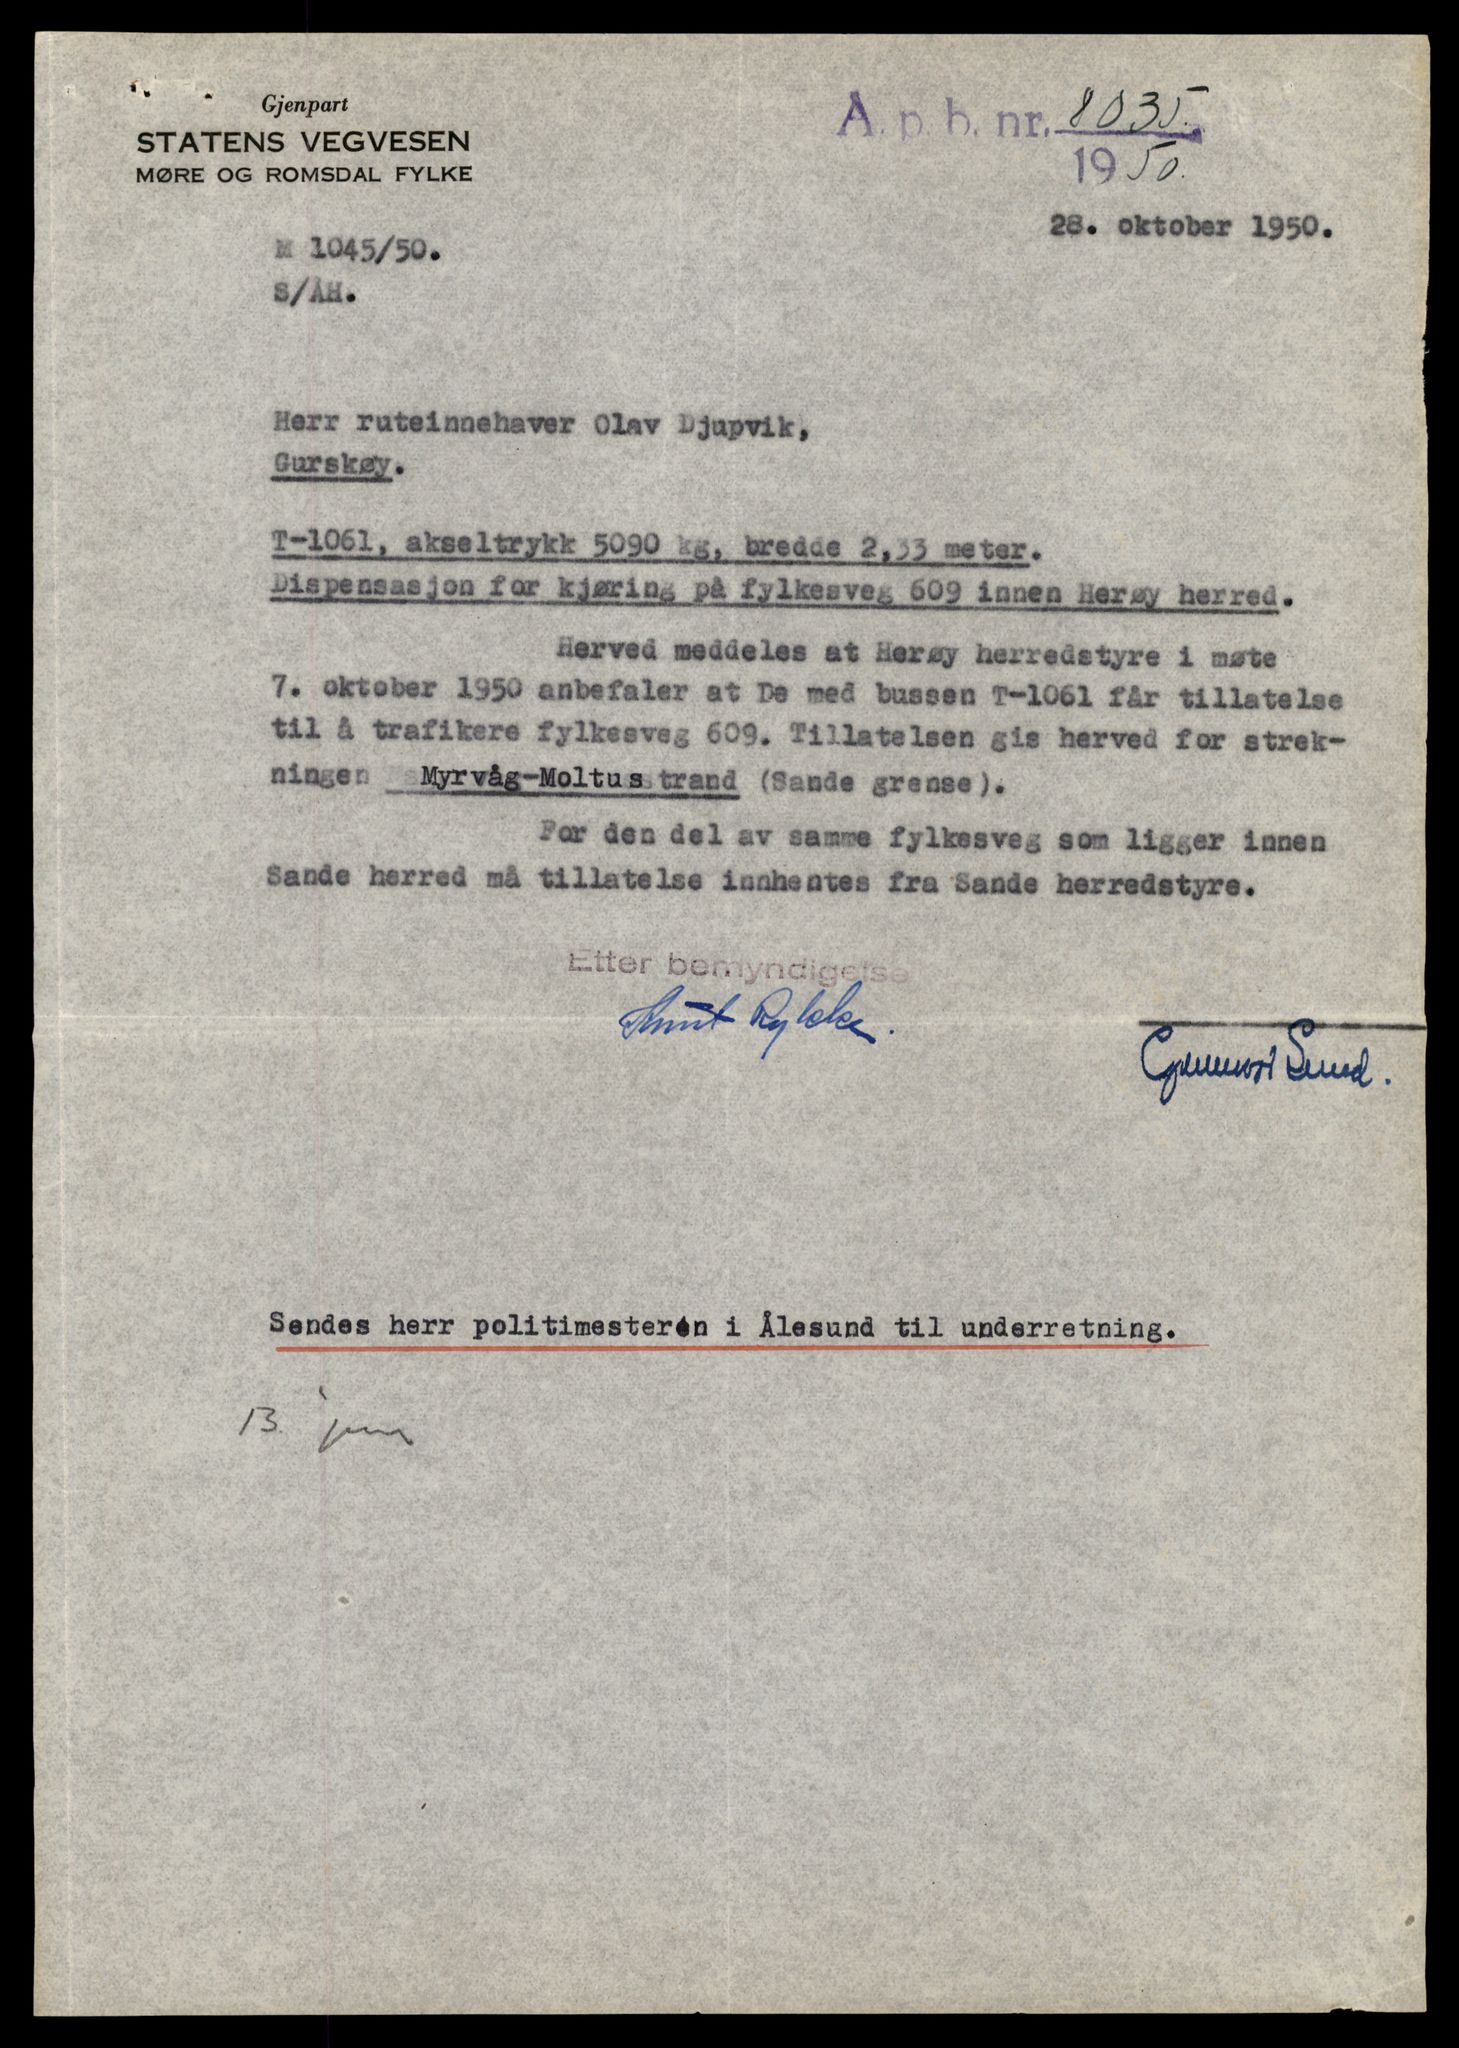 Gjenpart
STATENS VEGVESEN
MØRE OG ROMSDAL FYLKE
A. p. b. nr. 8035.
1950.
28. oktober 1950.
M 1045/50.
S/ÅH.
Herr ruteinnehaver Olav Djupvik,
Gurskøy.
T-1061, akseltrykk 5090 kg, bredde 2,33 meter.
Dispensasjon for kjøring på fylkesveg 609 innen Herøy herred.
Herved meddeles at Herøy herredstyre i møte
7. oktober 1950 anbefaler at De med bussen T-1061 får tillatelse
til å trafikere fylkesveg 609. Tillatelsen gis herved for strek-
ningen Myrvåg-Moltustrand (Sande grense).
For den del av samme fylkesveg som ligger innen
Sande herred må tillatelse innhentes fra Sande herredstyre.
Etter bemyndigelse
Knut Rykke.
Gunnvor Sund.
Sendes herr politimesteren i Ålesund til underretning.